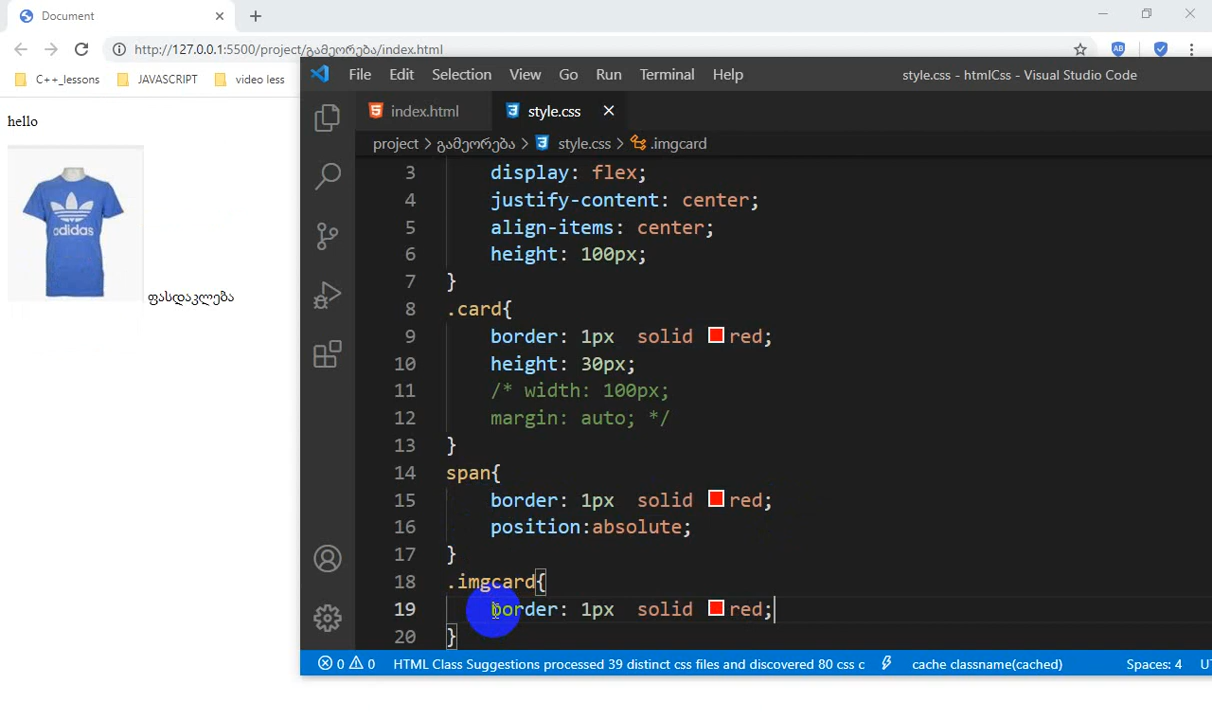 Document
http://127.0.0.1:5500/project/გამეორება/index.html
C++_lessons
JAVASCRIPT
video less
hello
adidas
ფასდაკლება
File Edit Selection View Go Run Terminal Help
style.css - htmlCss - Visual Studio Code
index.html
style.css
project > გამეორება > style.css > .imgcard
3 display: flex;
4 justify-content: center;
5 align-items: center;
6 height: 100px;
7 }
8 .card{
9 border: 1px solid red;
10 height: 30px;
11 /* width: 100px;
12 margin: auto; */
13 }
14 span{
15 border: 1px solid red;
16 position:absolute;
17 }
18 .imgcard{
19 border: 1px solid red;
20 }
0 0 HTML Class Suggestions processed 39 distinct css files and discovered 80 css c cache classname(cached) Spaces: 4